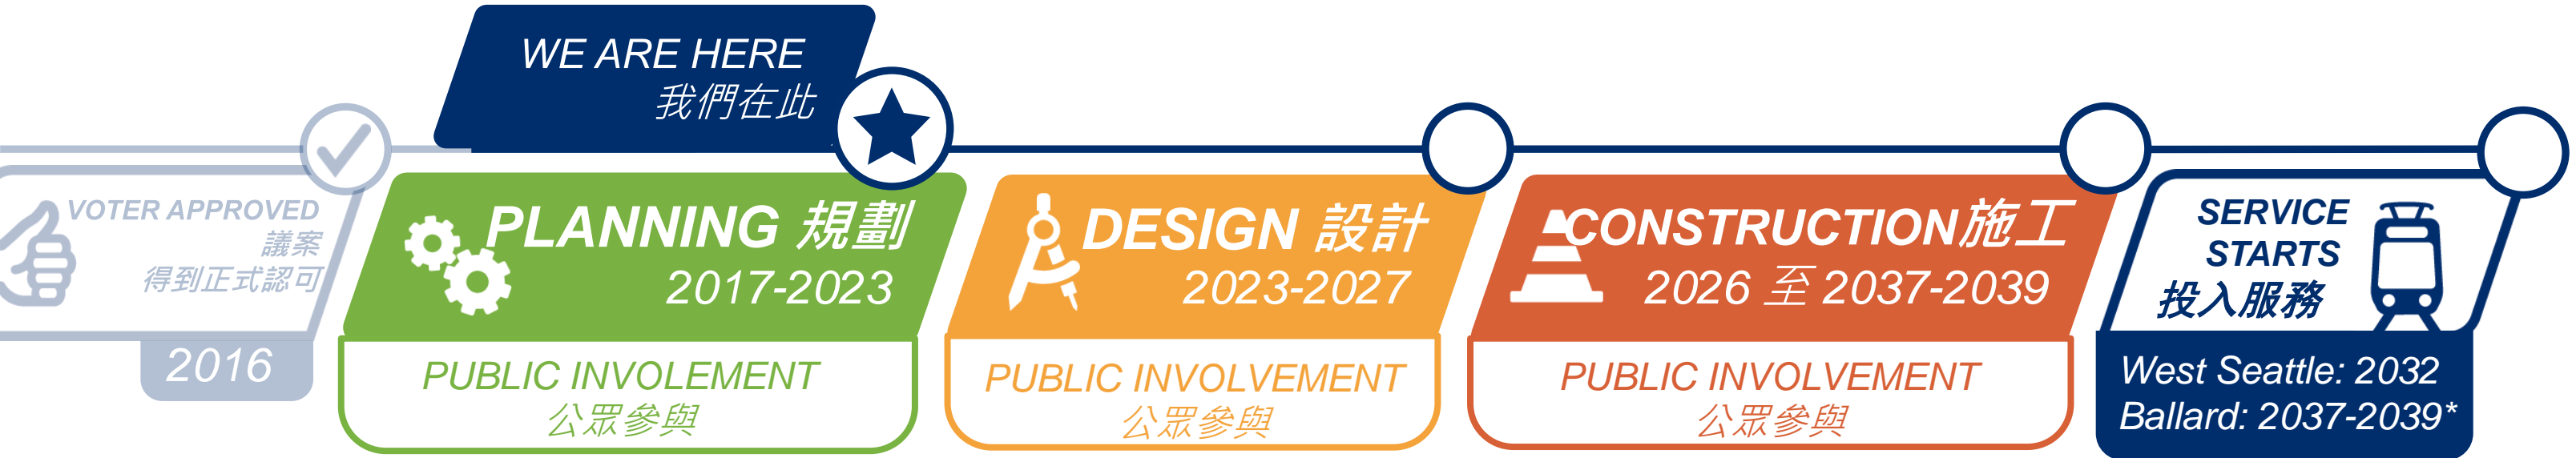 WE ARE HERE
我們在此
VOTER APPROVED
議案
得到正式認可
2016
PLANNING 規劃
2017-2023
PUBLIC INVOLEMENT
公眾參與
DESIGN 設計
2023-2027
PUBLIC INVOLVEMENT
公眾參與
CONSTRUCTION施工
2026 至 2037-2039
PUBLIC INVOLVEMENT
公眾參與
SERVICE
STARTS
投入服務
West Seattle: 2032
Ballard: 2037-2039*